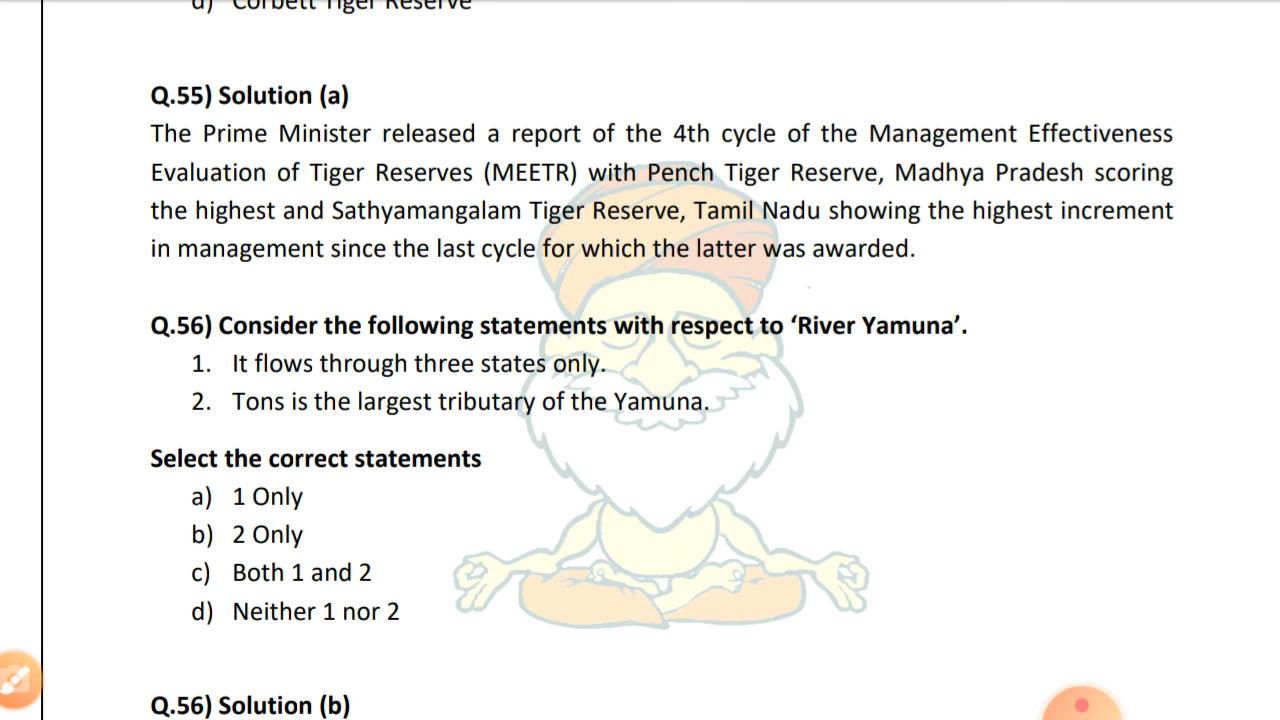 d) Corbett Tiger Reserve
Q.55) Solution (a)
The Prime Minister released a report of the 4th cycle of the Management Effectiveness
Evaluation of Tiger Reserves (MEETR) with Pench Tiger Reserve, Madhya Pradesh scoring
the highest and Sathyamangalam Tiger Reserve, Tamil Nadu showing the highest increment
in management since the last cycle for which the latter was awarded.
Q.56) Consider the following statements with respect to ‘River Yamuna’.
1. It flows through three states only.
2. Tons is the largest tributary of the Yamuna.
Select the correct statements
a) 1 Only
b) 2 Only
c) Both 1 and 2
d) Neither 1 nor 2
Q.56) Solution (b)